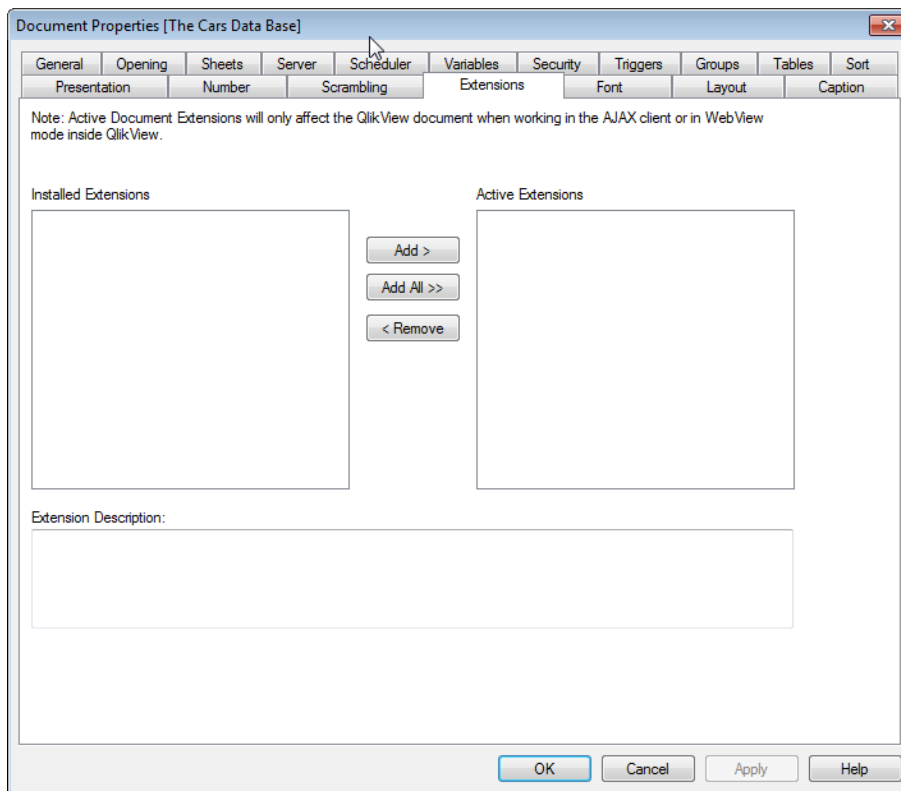 Document Properties [The Cars Data Base]
General Opening Sheets Server Scheduler Variables Security Triggers Groups Tables Sort
Presentation Number Scrambling Extensions Font Layout Caption
Note: Active Document Extensions will only affect the QlikView document when working in the AJAX client or in WebView
mode inside QlikView.
Installed Extensions Active Extensions
Add >
Add All >>
< Remove
Extension Description:
OK Cancel Apply Help